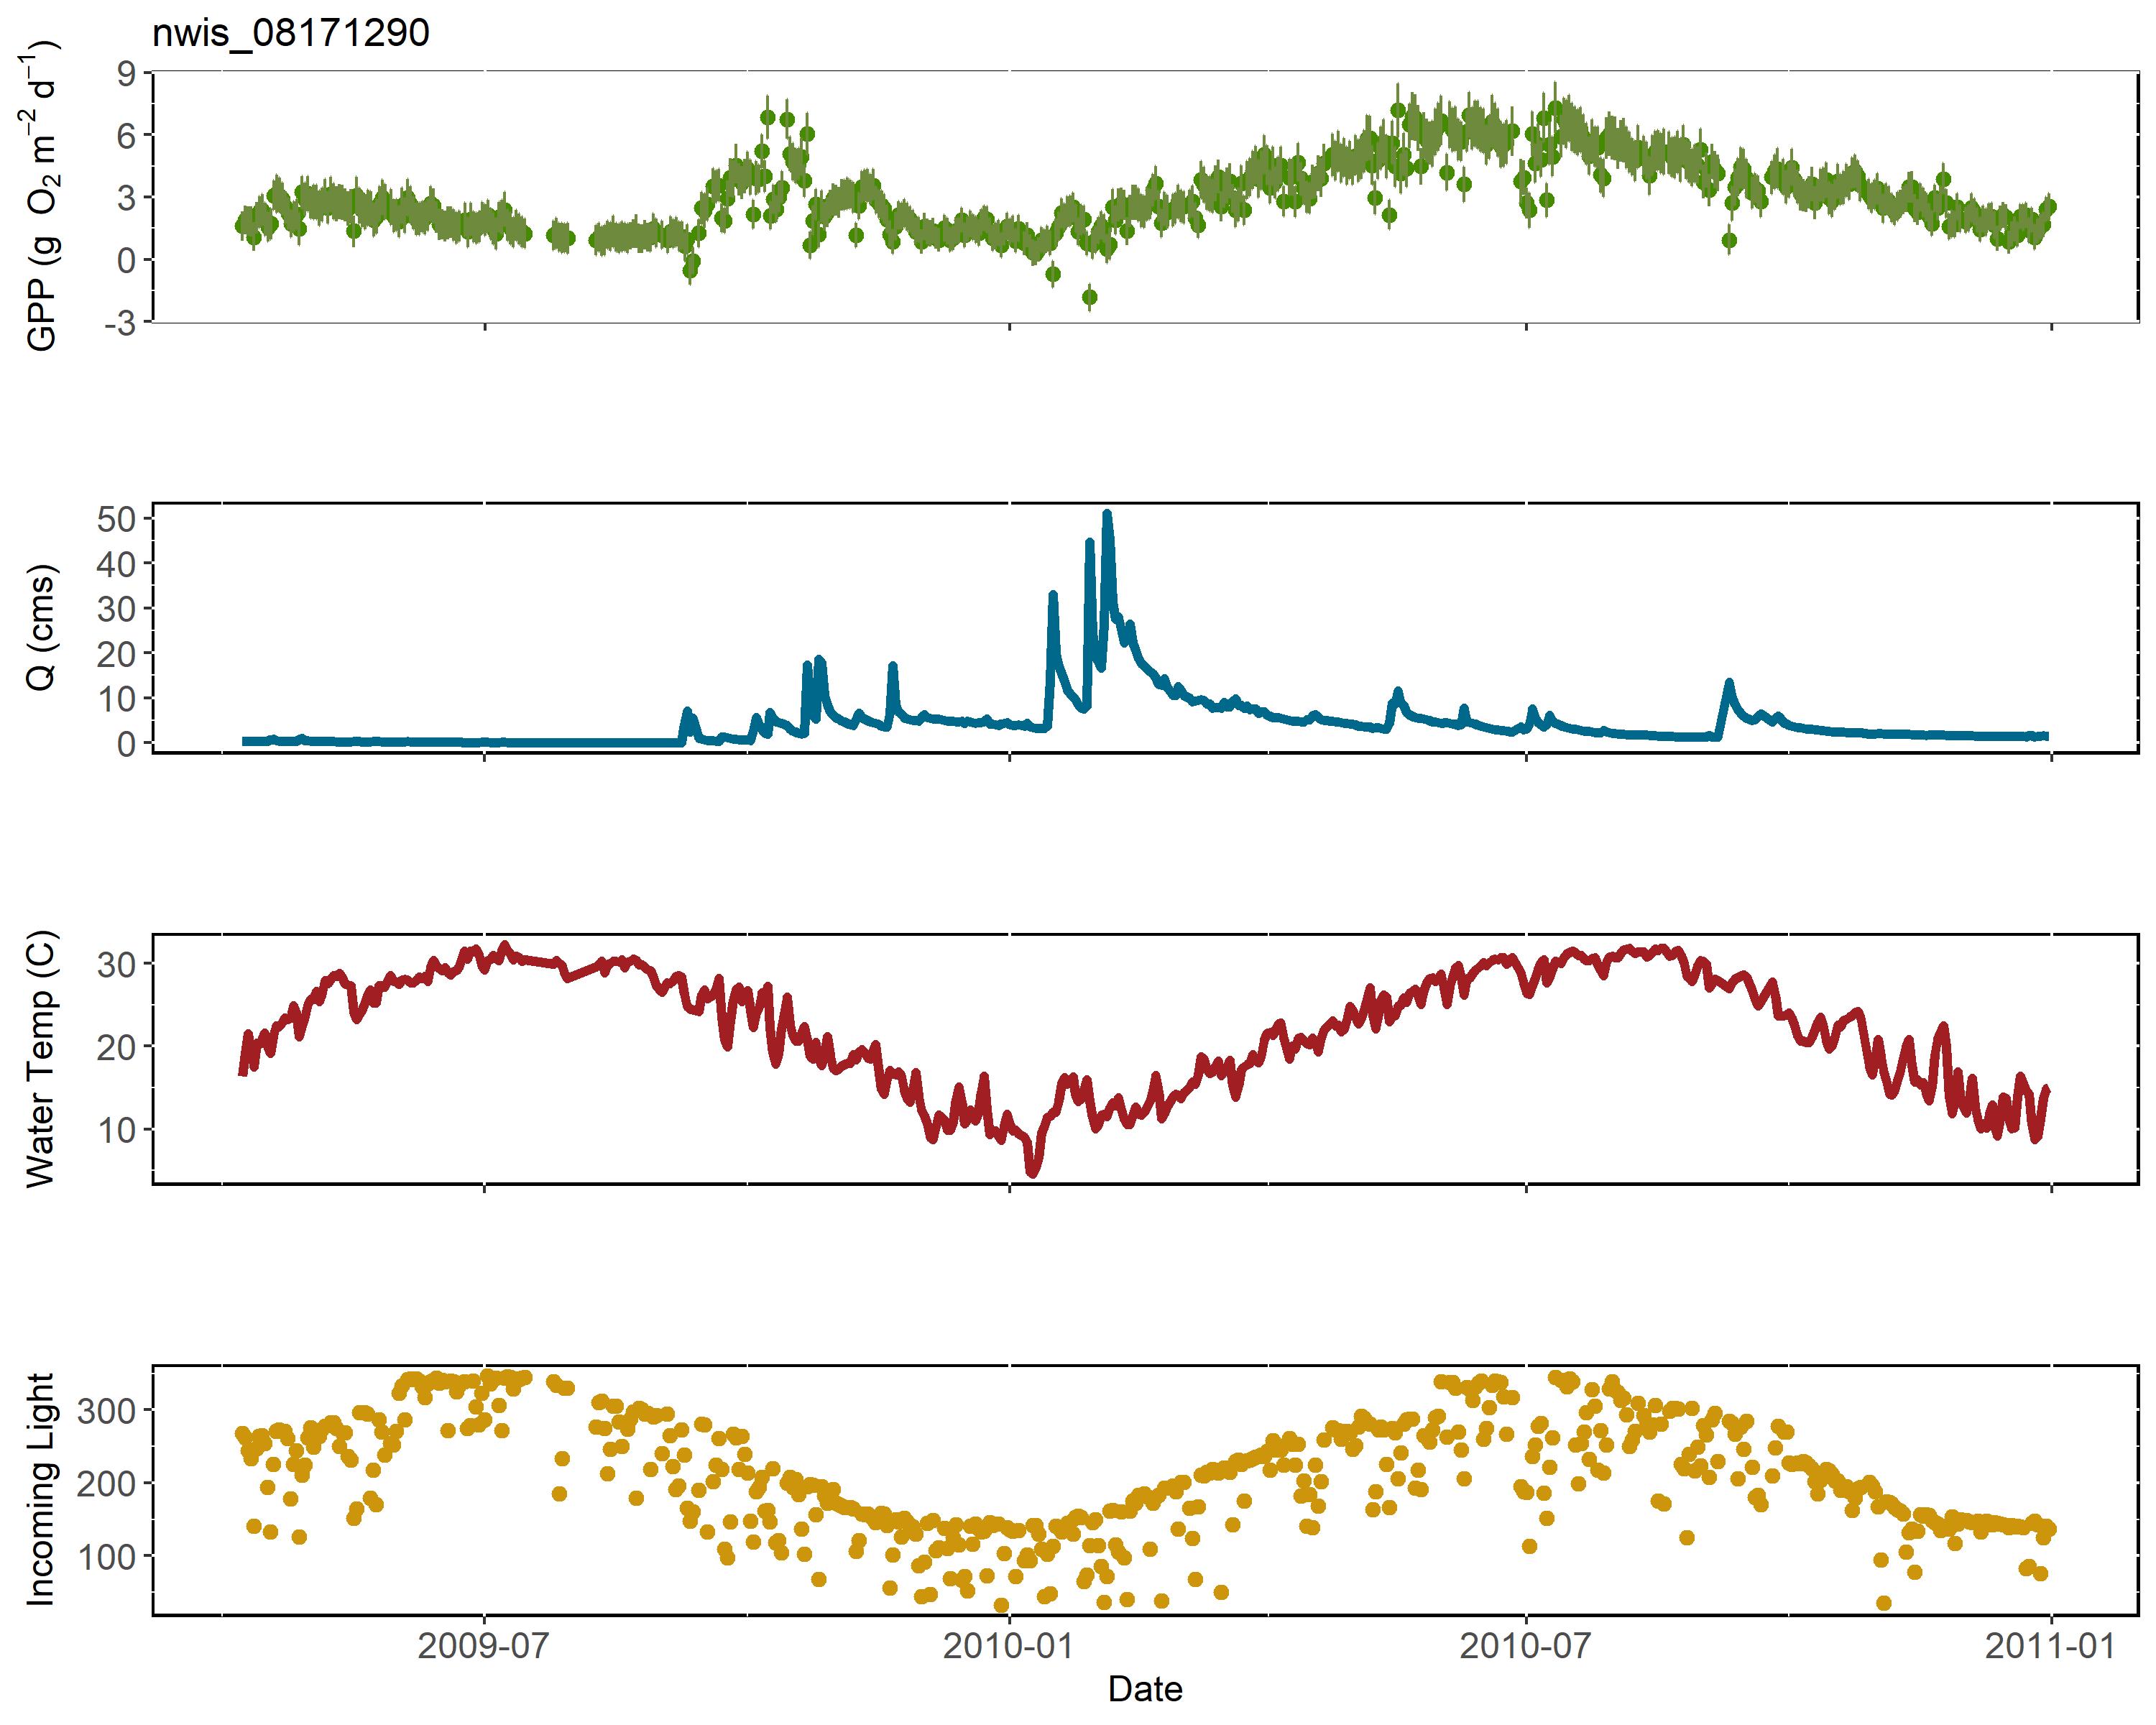 nwis_08171290
GPP (g O₂ m⁻² d⁻¹)
9
6
3
0
-3
Q (cms)
50
40
30
20
10
0
Water Temp (C)
30
20
10
Incoming Light
300
200
100
2009-07 2010-01 2010-07 2011-01
Date